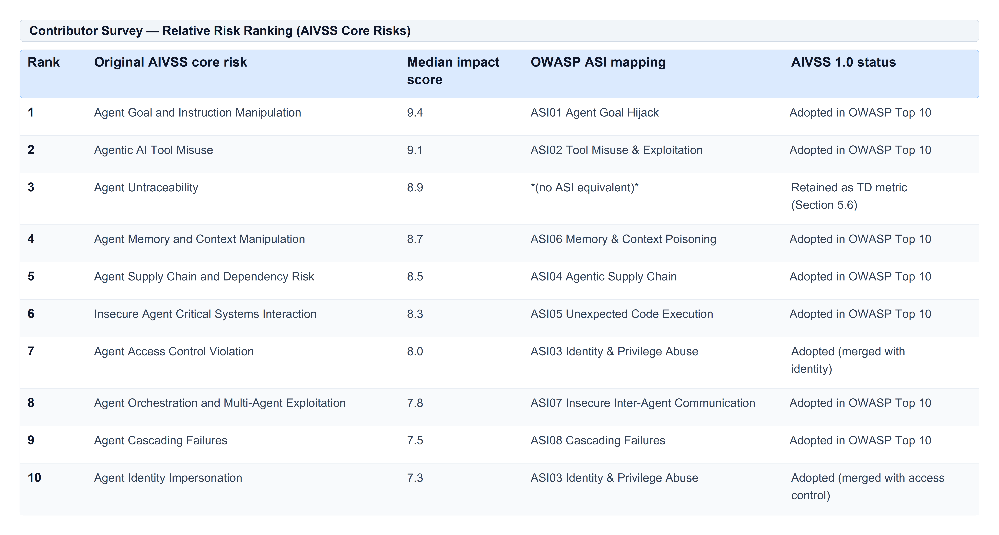 Contributor Survey — Relative Risk Ranking (AIVSS Core Risks)
Rank Original AIVSS core risk Median impact score OWASP ASI mapping AIVSS 1.0 status
1 Agent Goal and Instruction Manipulation 9.4 ASI01 Agent Goal Hijack Adopted in OWASP Top 10
2 Agentic AI Tool Misuse 9.1 ASI02 Tool Misuse & Exploitation Adopted in OWASP Top 10
3 Agent Untraceability 8.9 *(no ASI equivalent)* Retained as TD metric (Section 5.6)
4 Agent Memory and Context Manipulation 8.7 ASI06 Memory & Context Poisoning Adopted in OWASP Top 10
5 Agent Supply Chain and Dependency Risk 8.5 ASI04 Agentic Supply Chain Adopted in OWASP Top 10
6 Insecure Agent Critical Systems Interaction 8.3 ASI05 Unexpected Code Execution Adopted in OWASP Top 10
7 Agent Access Control Violation 8.0 ASI03 Identity & Privilege Abuse Adopted (merged with identity)
8 Agent Orchestration and Multi-Agent Exploitation 7.8 ASI07 Insecure Inter-Agent Communication Adopted in OWASP Top 10
9 Agent Cascading Failures 7.5 ASI08 Cascading Failures Adopted in OWASP Top 10
10 Agent Identity Impersonation 7.3 ASI03 Identity & Privilege Abuse Adopted (merged with access control)